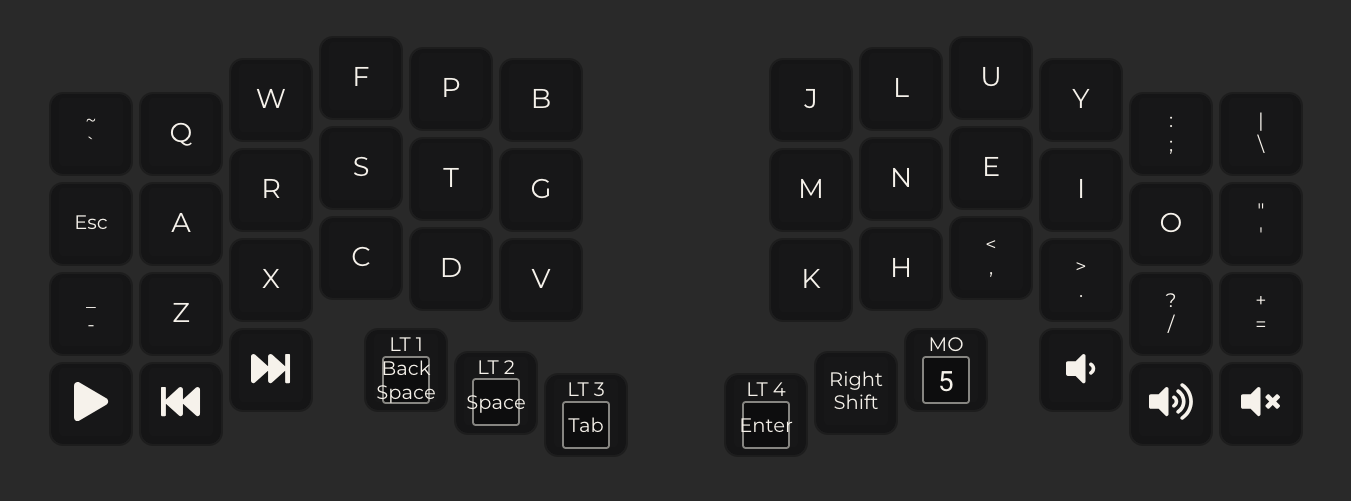 ~
`
Q
W
F
P
B
J
L
U
Y
:
;
|
\
Esc
A
R
S
T
G
M
N
E
I
O
"
'
_
-
Z
X
C
D
V
K
H
<
,
>
.
?
/
+
=
LT 1
Back
Space
LT 2
Space
LT 3
Tab
LT 4
Enter
Right
Shift
MO
5